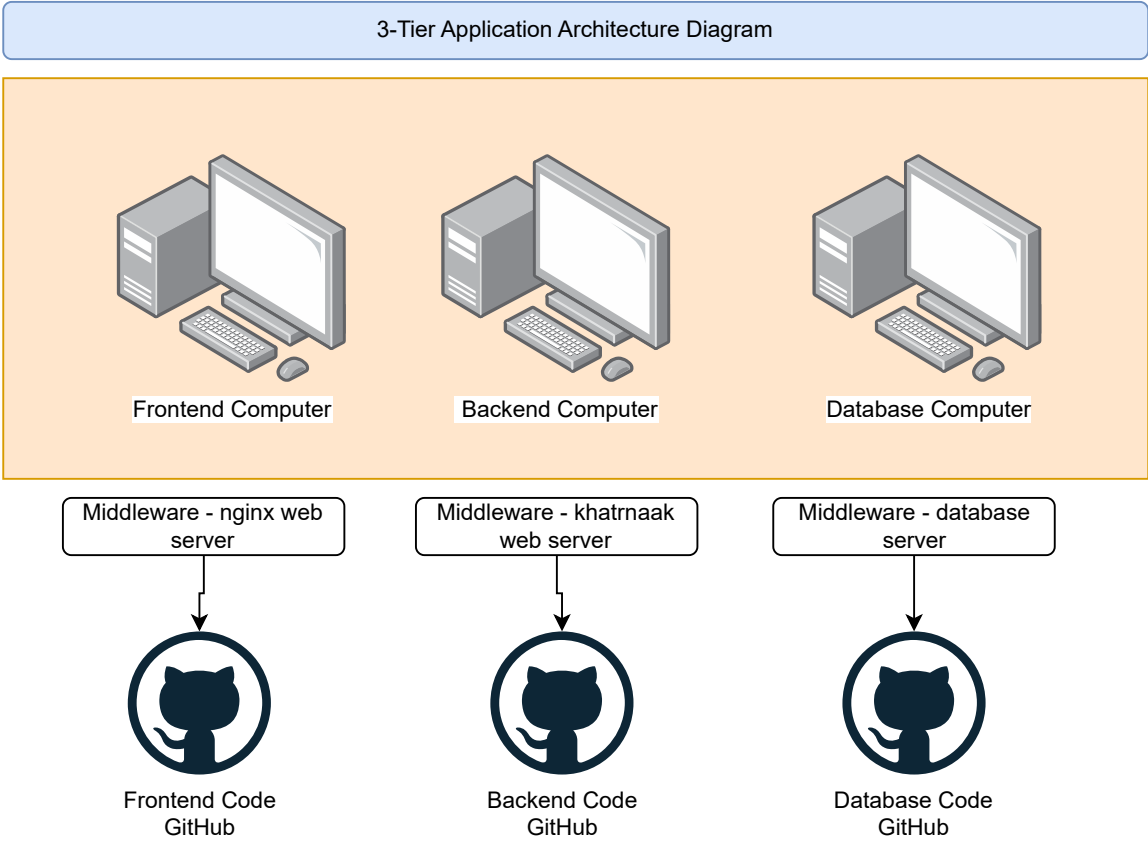 3-Tier Application Architecture Diagram
Frontend Computer
Backend Computer
Database Computer
Middleware - nginx web
server
Middleware - khatrnaak
web server
Middleware - database
server
Frontend Code
GitHub
Backend Code
GitHub
Database Code
GitHub